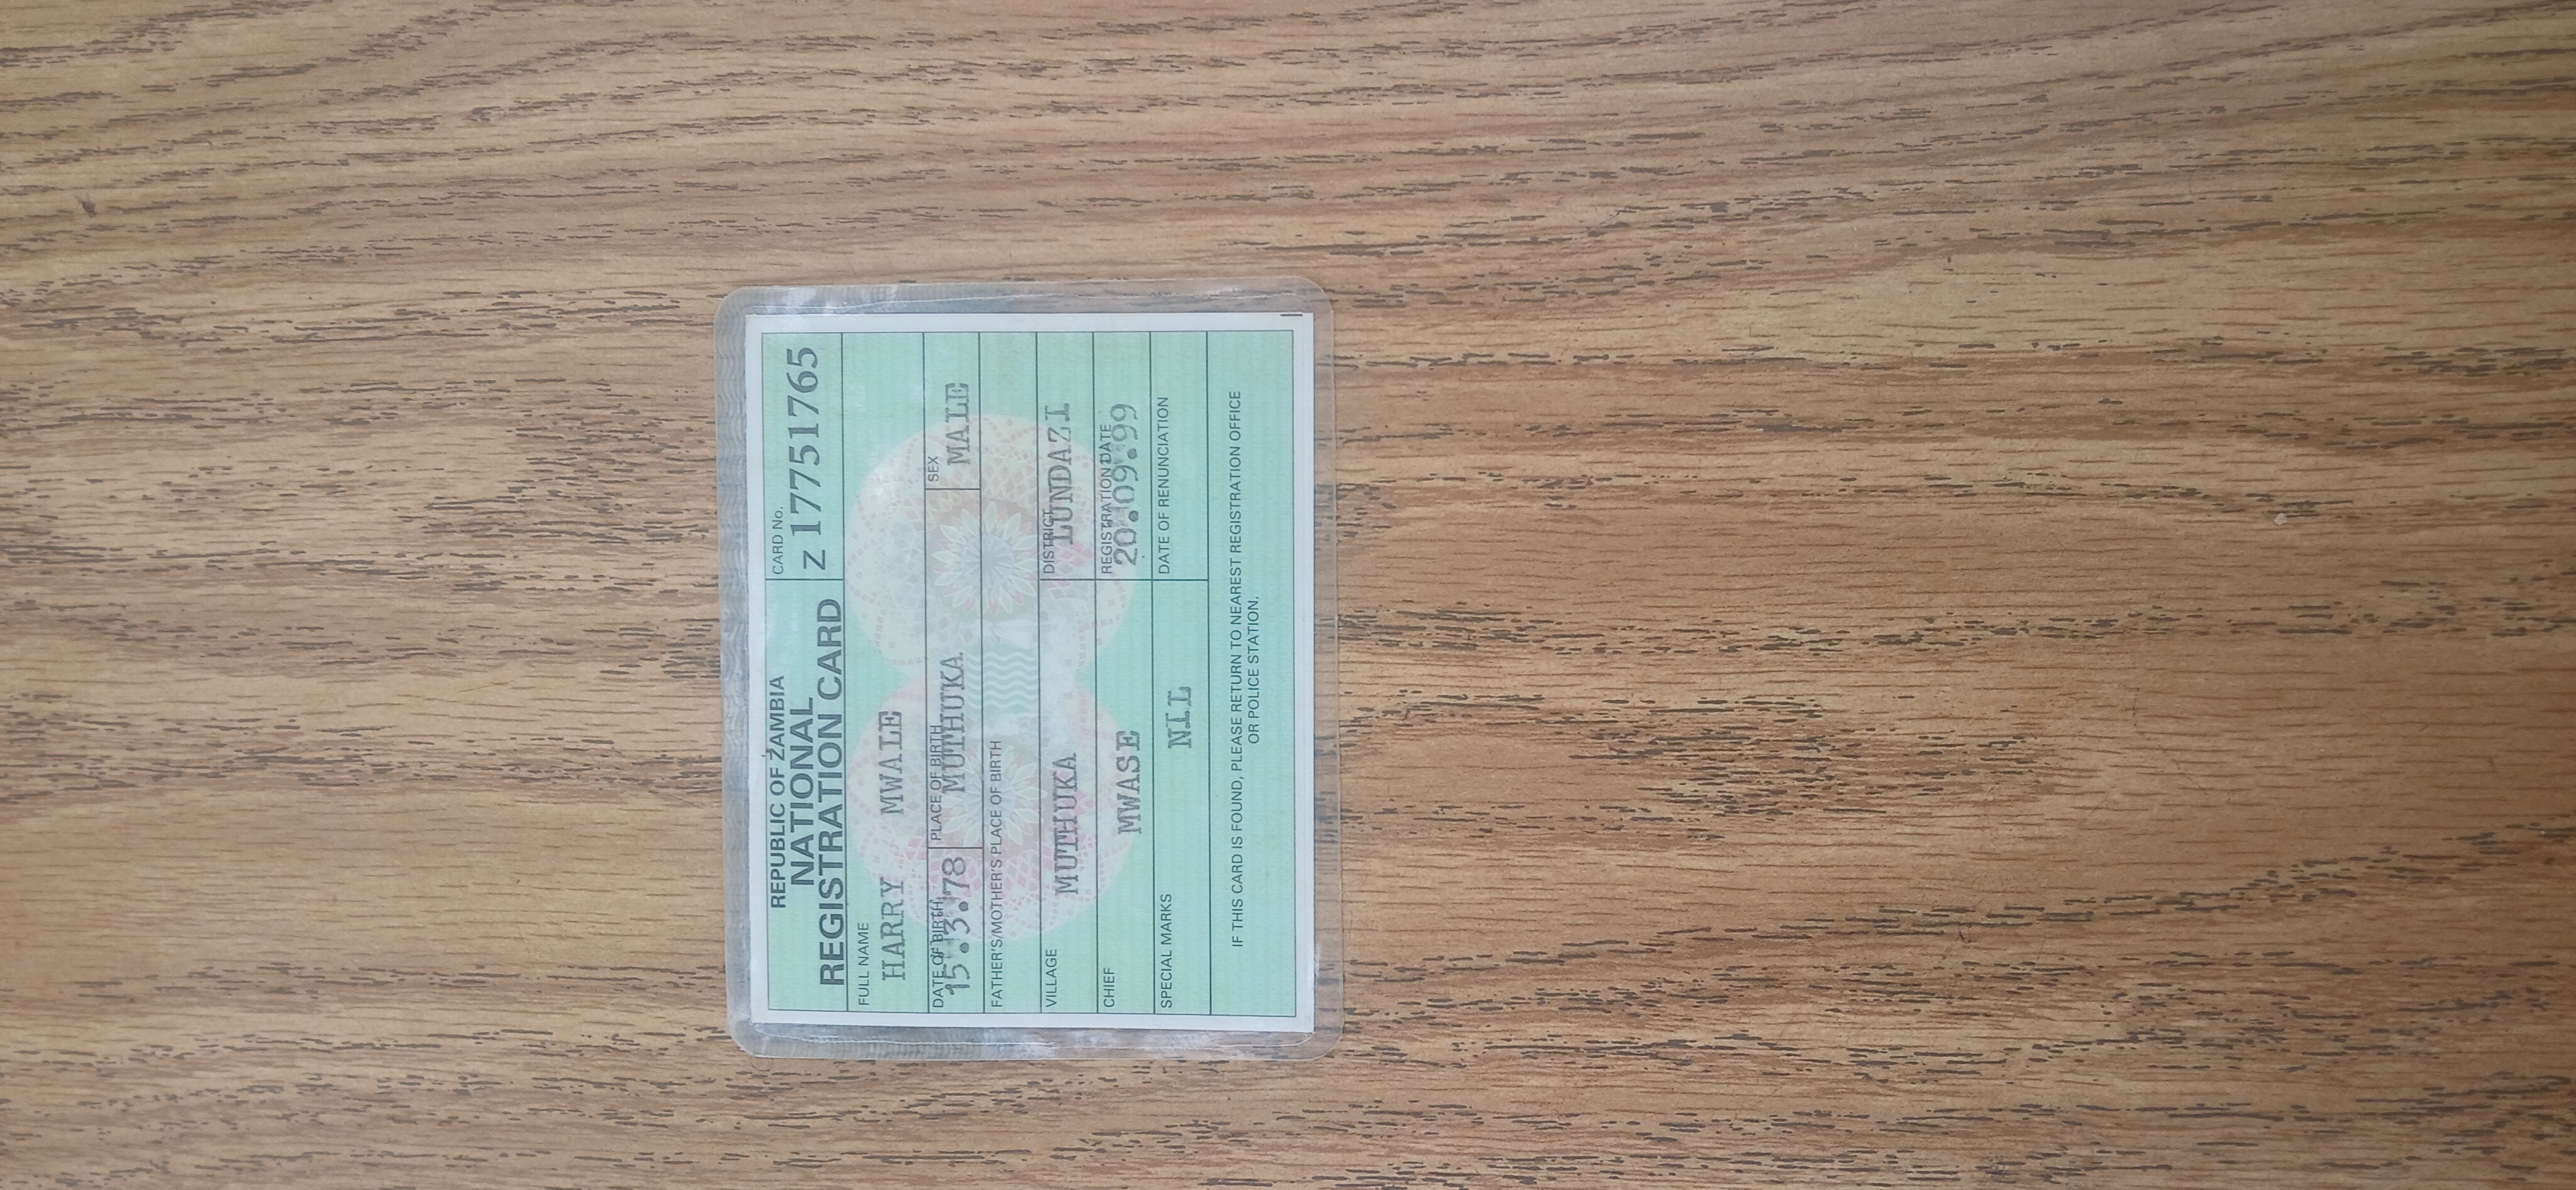 REPUBLIC OF ZAMBIA
NATIONAL
REGISTRATION CARD
CARD No.
Z 17751765
FULL NAME
HARRY MWALE
DATE OF BIRTH
15.3.78
PLACE OF BIRTH
MUTHUKA
SEX
MALE
FATHER'S/MOTHER'S PLACE OF BIRTH
VILLAGE
MUTHUKA
DISTRICT
LUNDAZI
CHIEF
MWASE
REGISTRATION DATE
20.09.99
SPECIAL MARKS
NIL
DATE OF RENUNCIATION
IF THIS CARD IS FOUND, PLEASE RETURN TO NEAREST REGISTRATION OFFICE
OR POLICE STATION.